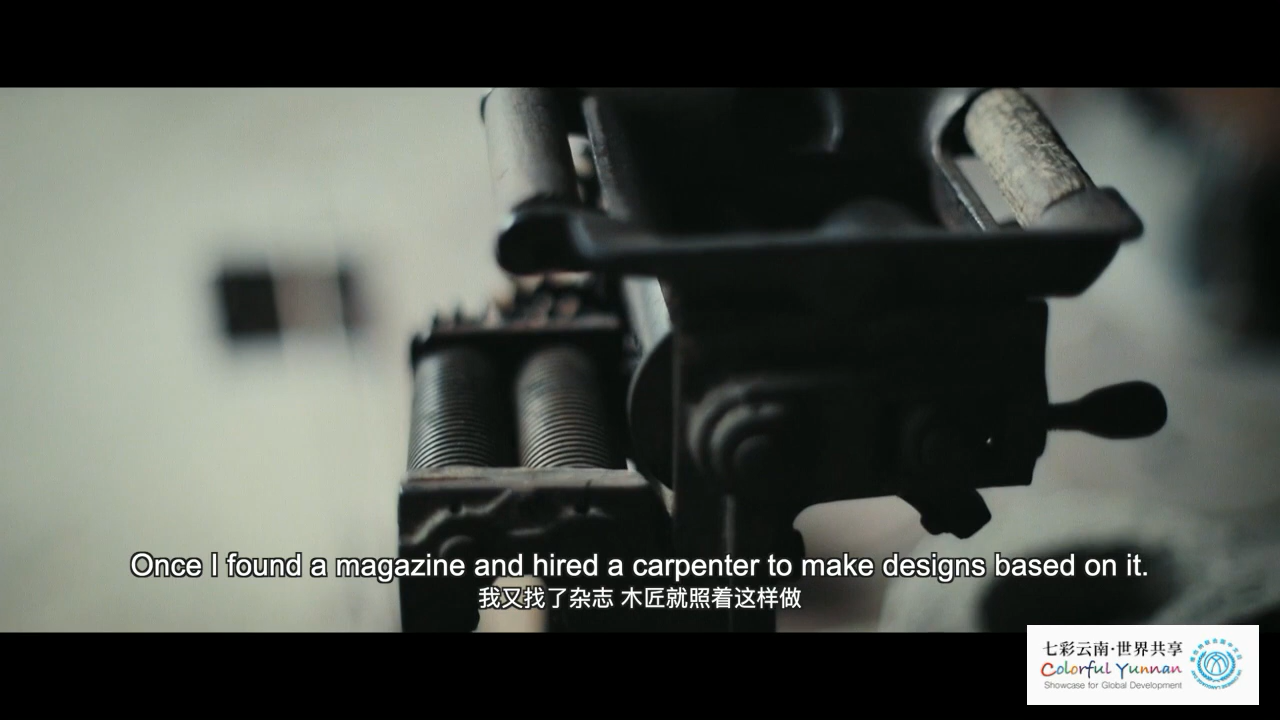 Once I found a magazine and hired a carpenter to make designs based on it.
我又找了杂志 木匠就照着这样做
七彩云南·世界共享
Colorful Yunnan
Showcase for Global Development